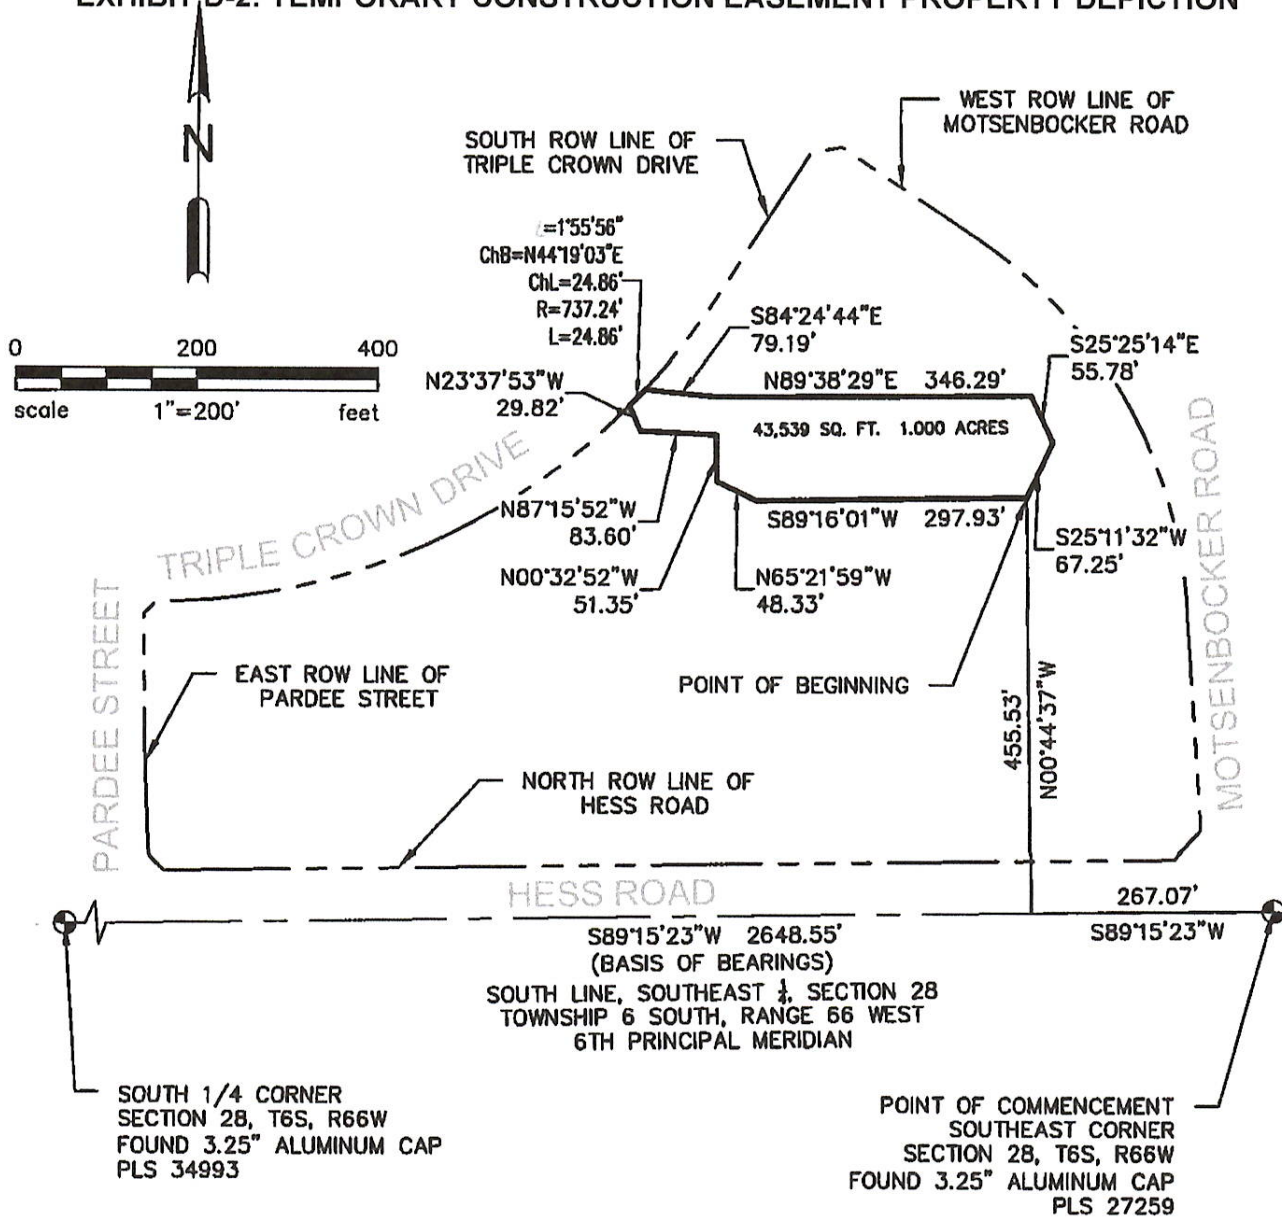 EXHIBIT B-2: TEMPORARY CONSTRUCTION EASEMENT PROPERTY DEPICTION
N
WEST ROW LINE OF
MOTSENBOCKER ROAD
SOUTH ROW LINE OF
TRIPLE CROWN DRIVE
=1°55'56"
ChB=N44°19'03"E
ChL=24.86'
R=737.24'
L=24.86'
S84°24'44"E
79.19'
S25°25'14"E
55.78'
0 200 400
scale 1"=200' feet
N23°37'53"W
29.82'
N89°38'29"E 346.29'
43,539 SQ. FT. 1.000 ACRES
TRIPLE CROWN DRIVE
MOTSENBOCKER ROAD
N87°15'52"W
83.60'
S89°16'01"W 297.93'
S25°11'32"W
67.25'
N00°32'52"W
51.35'
N65°21'59"W
48.33'
PARDEE STREET
EAST ROW LINE OF
PARDEE STREET
POINT OF BEGINNING
455.53'
N00°44'37"W
NORTH ROW LINE OF
HESS ROAD
HESS ROAD
267.07'
S89°15'23"W
S89°15'23"W 2648.55'
(BASIS OF BEARINGS)
SOUTH LINE, SOUTHEAST ¼, SECTION 28
TOWNSHIP 6 SOUTH, RANGE 66 WEST
6TH PRINCIPAL MERIDIAN
SOUTH 1/4 CORNER
SECTION 28, T6S, R66W
FOUND 3.25" ALUMINUM CAP
PLS 34993
POINT OF COMMENCEMENT
SOUTHEAST CORNER
SECTION 28, T6S, R66W
FOUND 3.25" ALUMINUM CAP
PLS 27259